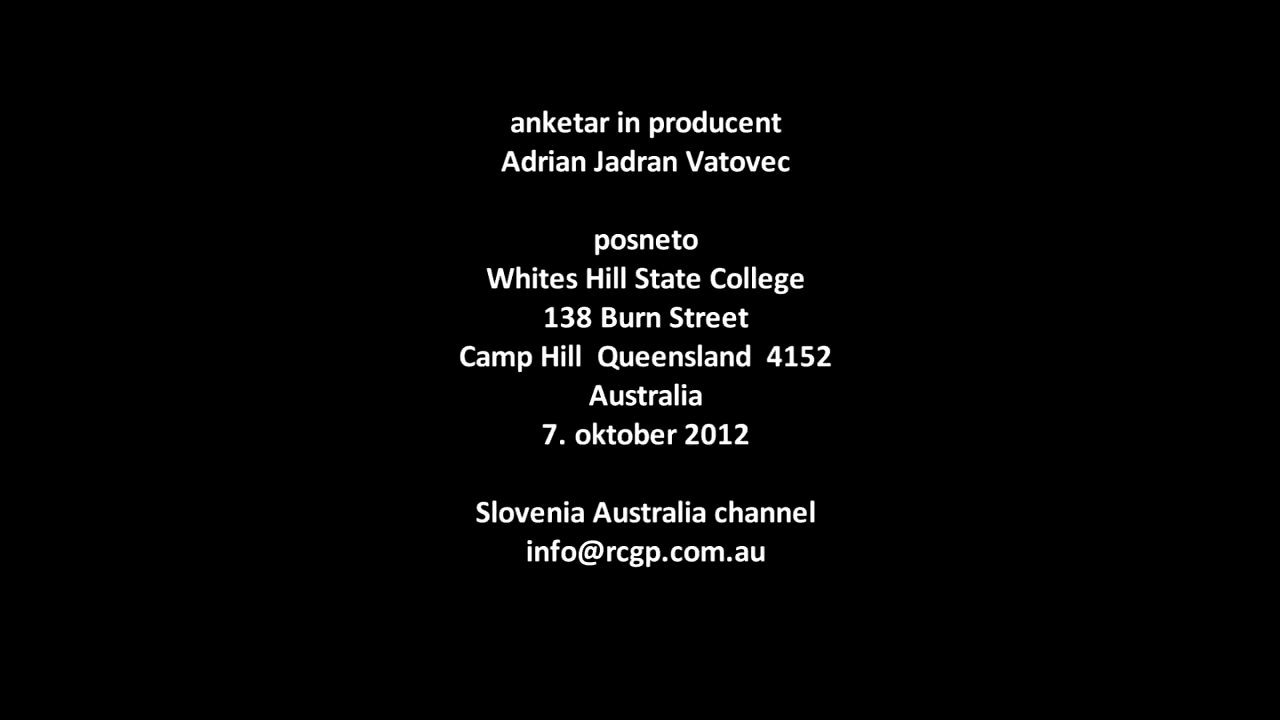 anketar in producent
Adrian Jadran Vatovec
posneto
Whites Hill State College
138 Burn Street
Camp Hill  Queensland  4152
Australia
7. oktober 2012
Slovenia Australia channel
info@rcgp.com.au